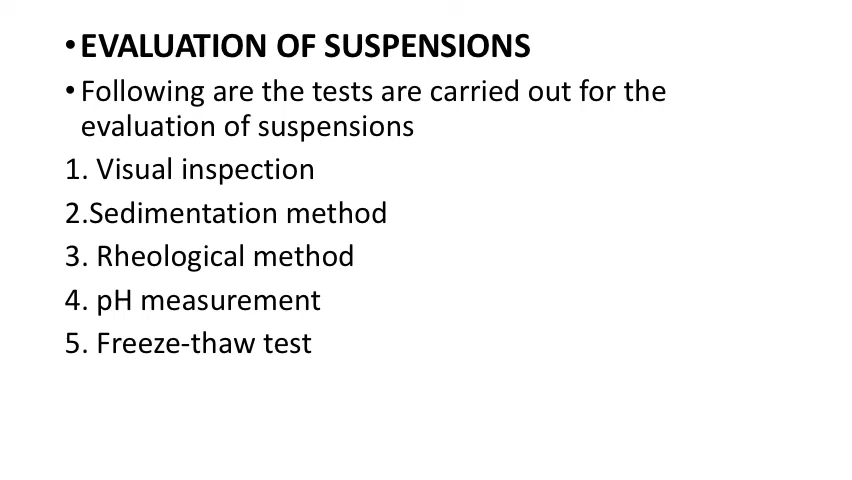 •EVALUATION OF SUSPENSIONS
•Following are the tests are carried out for the
evaluation of suspensions
1. Visual inspection
2.Sedimentation method
3. Rheological method
4. pH measurement
5. Freeze-thaw test